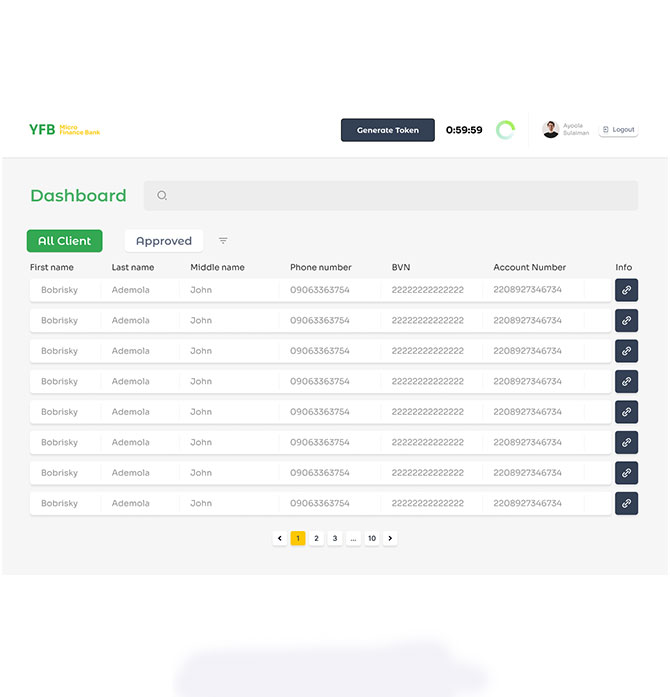 YFB Micro
Finance Bank
Generate Token 0:59:59 Ayoola
Sulaiman Logout
Dashboard
All Client Approved
First name Last name Middle name Phone number BVN Account Number Info
Bobrisky Ademola John 09063363754 22222222222222 2208927346734
Bobrisky Ademola John 09063363754 22222222222222 2208927346734
Bobrisky Ademola John 09063363754 22222222222222 2208927346734
Bobrisky Ademola John 09063363754 22222222222222 2208927346734
Bobrisky Ademola John 09063363754 22222222222222 2208927346734
Bobrisky Ademola John 09063363754 22222222222222 2208927346734
Bobrisky Ademola John 09063363754 22222222222222 2208927346734
Bobrisky Ademola John 09063363754 22222222222222 2208927346734
1 2 3 ... 10